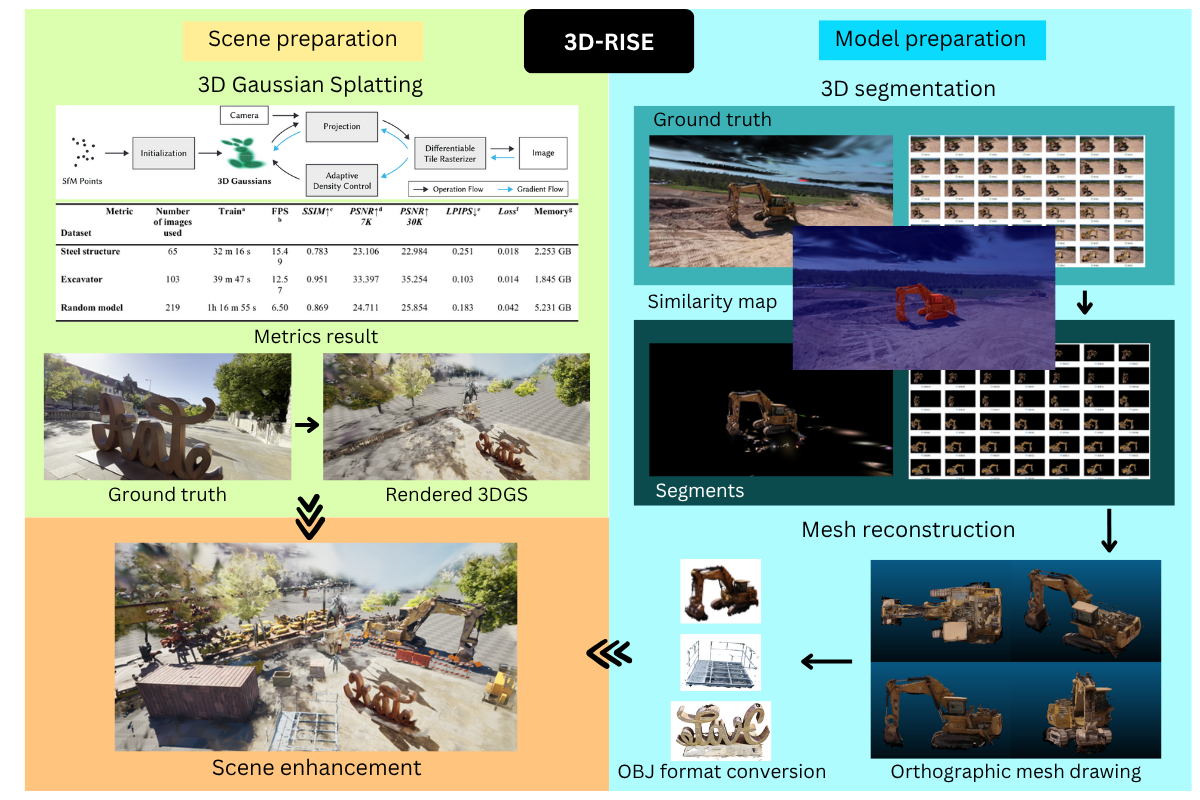 3D-RISE
Scene preparation
3D Gaussian Splatting
Camera
Projection
Initialization
Differentiable
Tile Rasterizer
Image
SfM Points
3D Gaussians
Adaptive
Density Control
Operation Flow
Gradient Flow
Metric Number of images used Trainᵃ FPS ᵇ SSIM↑ᶜ PSNR↑ᵈ 7K PSNR↑ 30K LPIPS↓ᵉ Lossᶠ Memoryᵍ
Dataset
Steel structure 65 32 m 16 s 15.49 0.783 23.106 22.984 0.251 0.018 2.253 GB
Excavator 103 39 m 47 s 12.57 0.951 33.397 35.254 0.103 0.014 1.845 GB
Random model 219 1h 16 m 55 s 6.50 0.869 24.711 25.854 0.183 0.042 5.231 GB
Metrics result
Ground truth
Rendered 3DGS
Scene enhancement
Model preparation
3D segmentation
Ground truth
Similarity map
Segments
Mesh reconstruction
OBJ format conversion
Orthographic mesh drawing